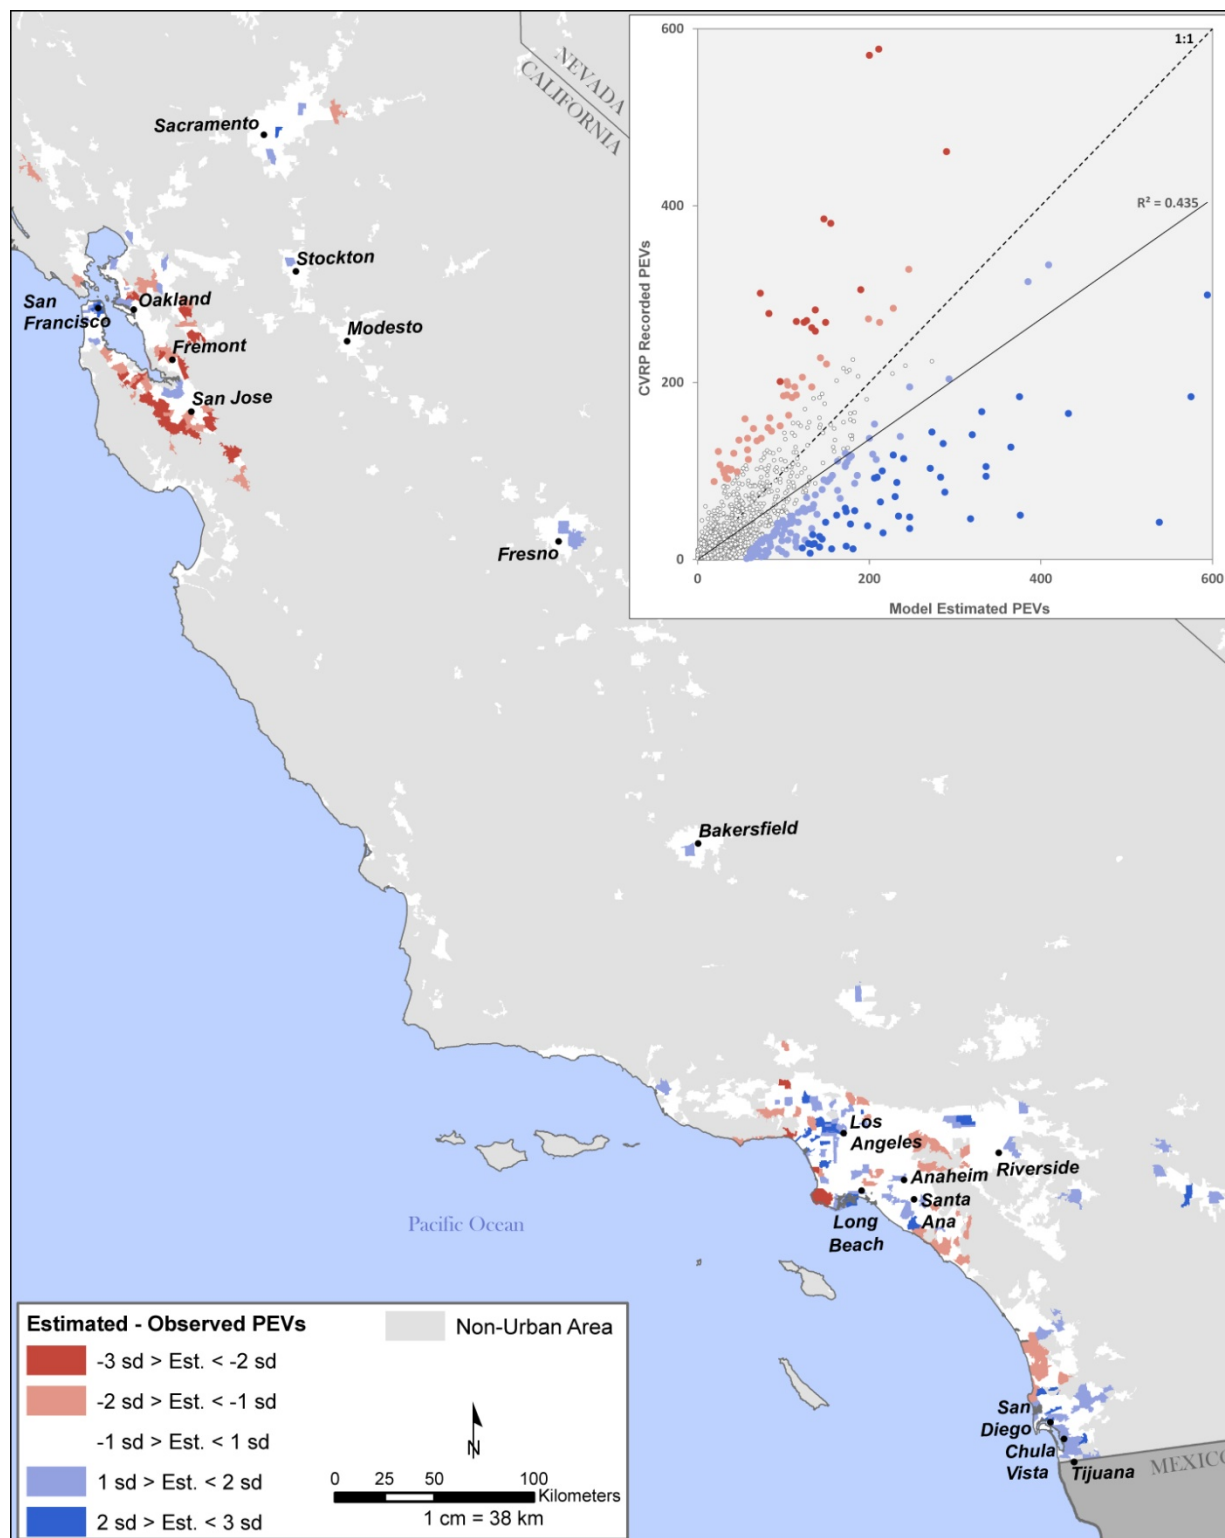 NEVADA
CALIFORNIA
Sacramento
Stockton
San
Francisco
Oakland
Modesto
Fremont
San Jose
Fresno
Bakersfield
Los
Angeles
Riverside
Anaheim
Santa
Ana
Long
Beach
Pacific Ocean
San
Diego
Chula
Vista
Tijuana
MEXICO
600
400
200
0
0
200
400
600
CVRP Recorded PEVs
Model Estimated PEVs
1:1
R² = 0.435
Estimated - Observed PEVs
-3 sd > Est. < -2 sd
-2 sd > Est. < -1 sd
-1 sd > Est. < 1 sd
1 sd > Est. < 2 sd
2 sd > Est. < 3 sd
Non-Urban Area
N
0 25 50 100
Kilometers
1 cm = 38 km